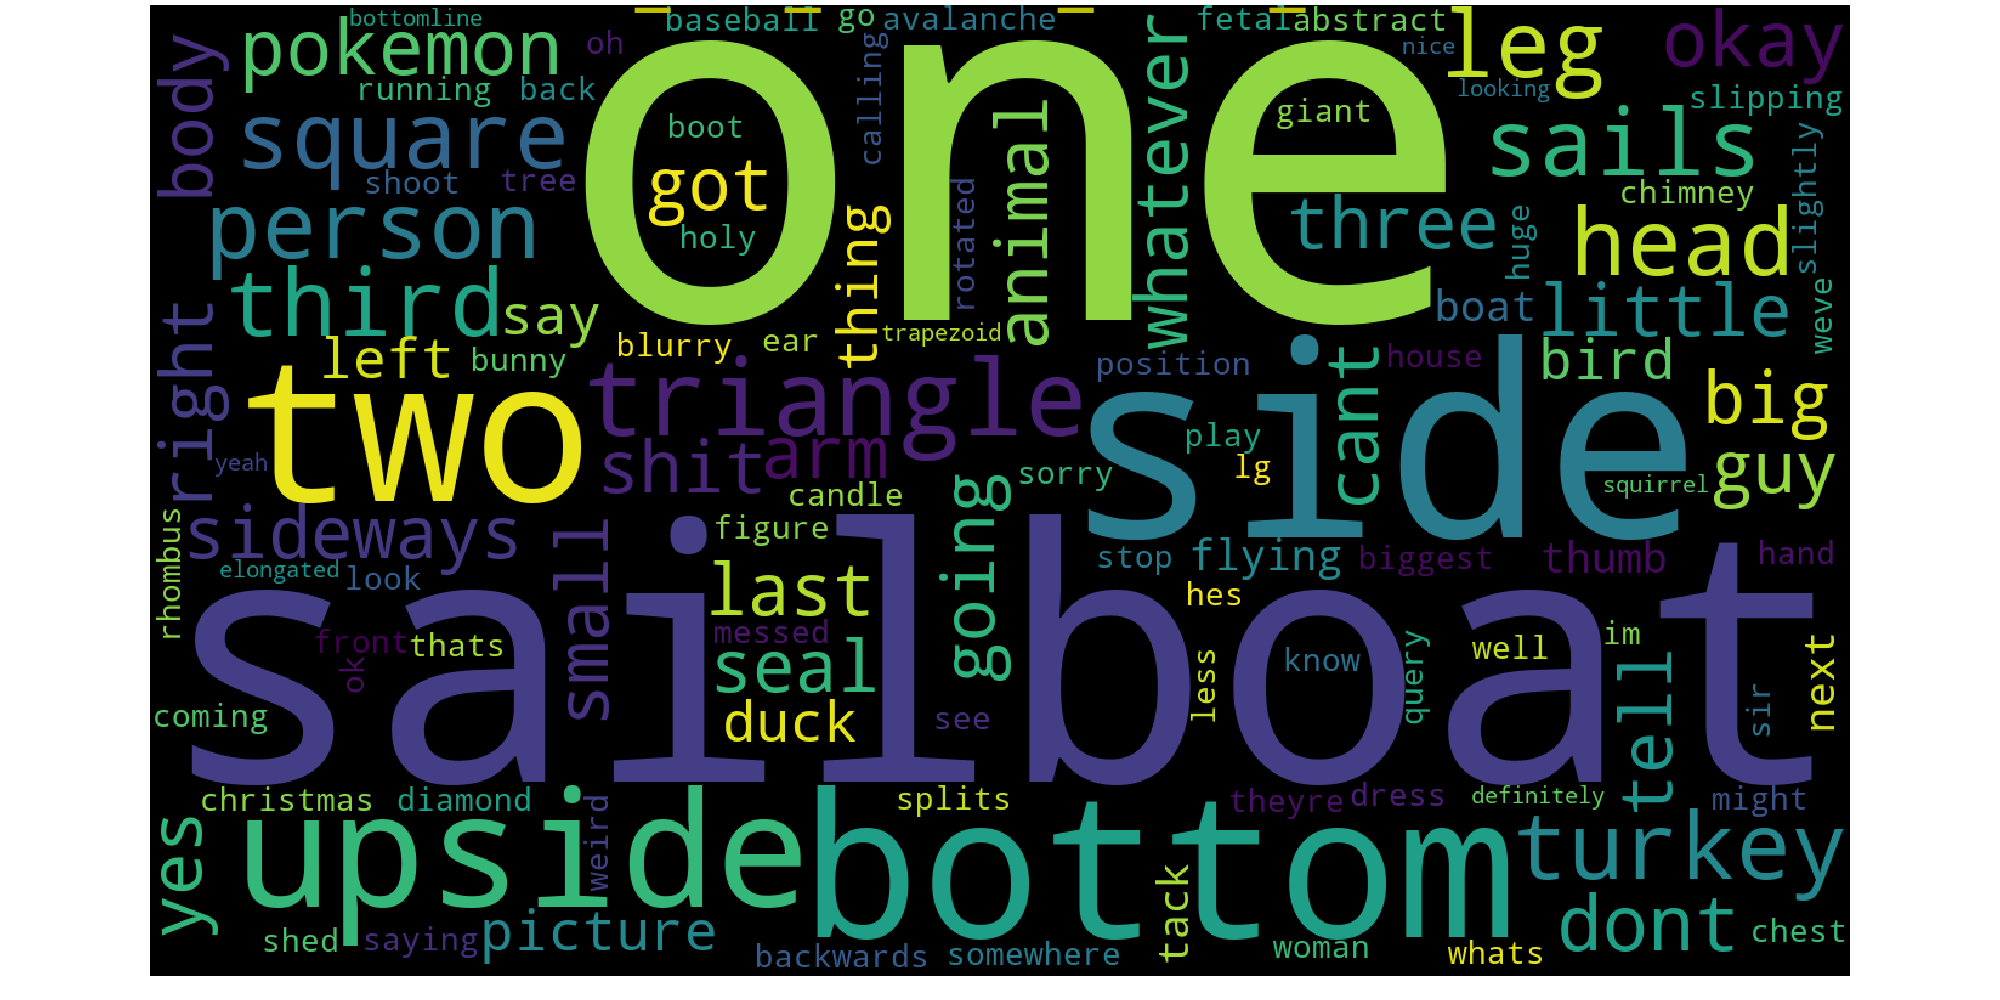 bottomline
baseball
go
avalanche
fetal
abstract
pokemon
oh
one
leg
okay
nice
body
running
back
calling
whatever
looking
slipping
square
boot
giant
sails
shoot
tree
got
animal
chimney
slightly
person
holy
thing
rotated
three
huge
head
third
say
boat
little
weve
right
left
bunny
blurry
ear
trapezoid
position
cant
house
bird
two
triangle
side
big
yeah
shit
arm
sorry
play
lg
squirrel
guy
candle
going
sideways
small
figure
stop
flying
biggest
thumb
hand
rhombus
elongated
look
last
hes
sailboat
front
thats
ok
messed
seal
know
query
well
im
next
less
tell
coming
duck
see
sir
christmas
diamond
weird
splits
theyre
dress
definitely
might
yes
upside
bottom
turkey
tack
shed
saying
picture
backwards
somewhere
woman
whats
dont
chest